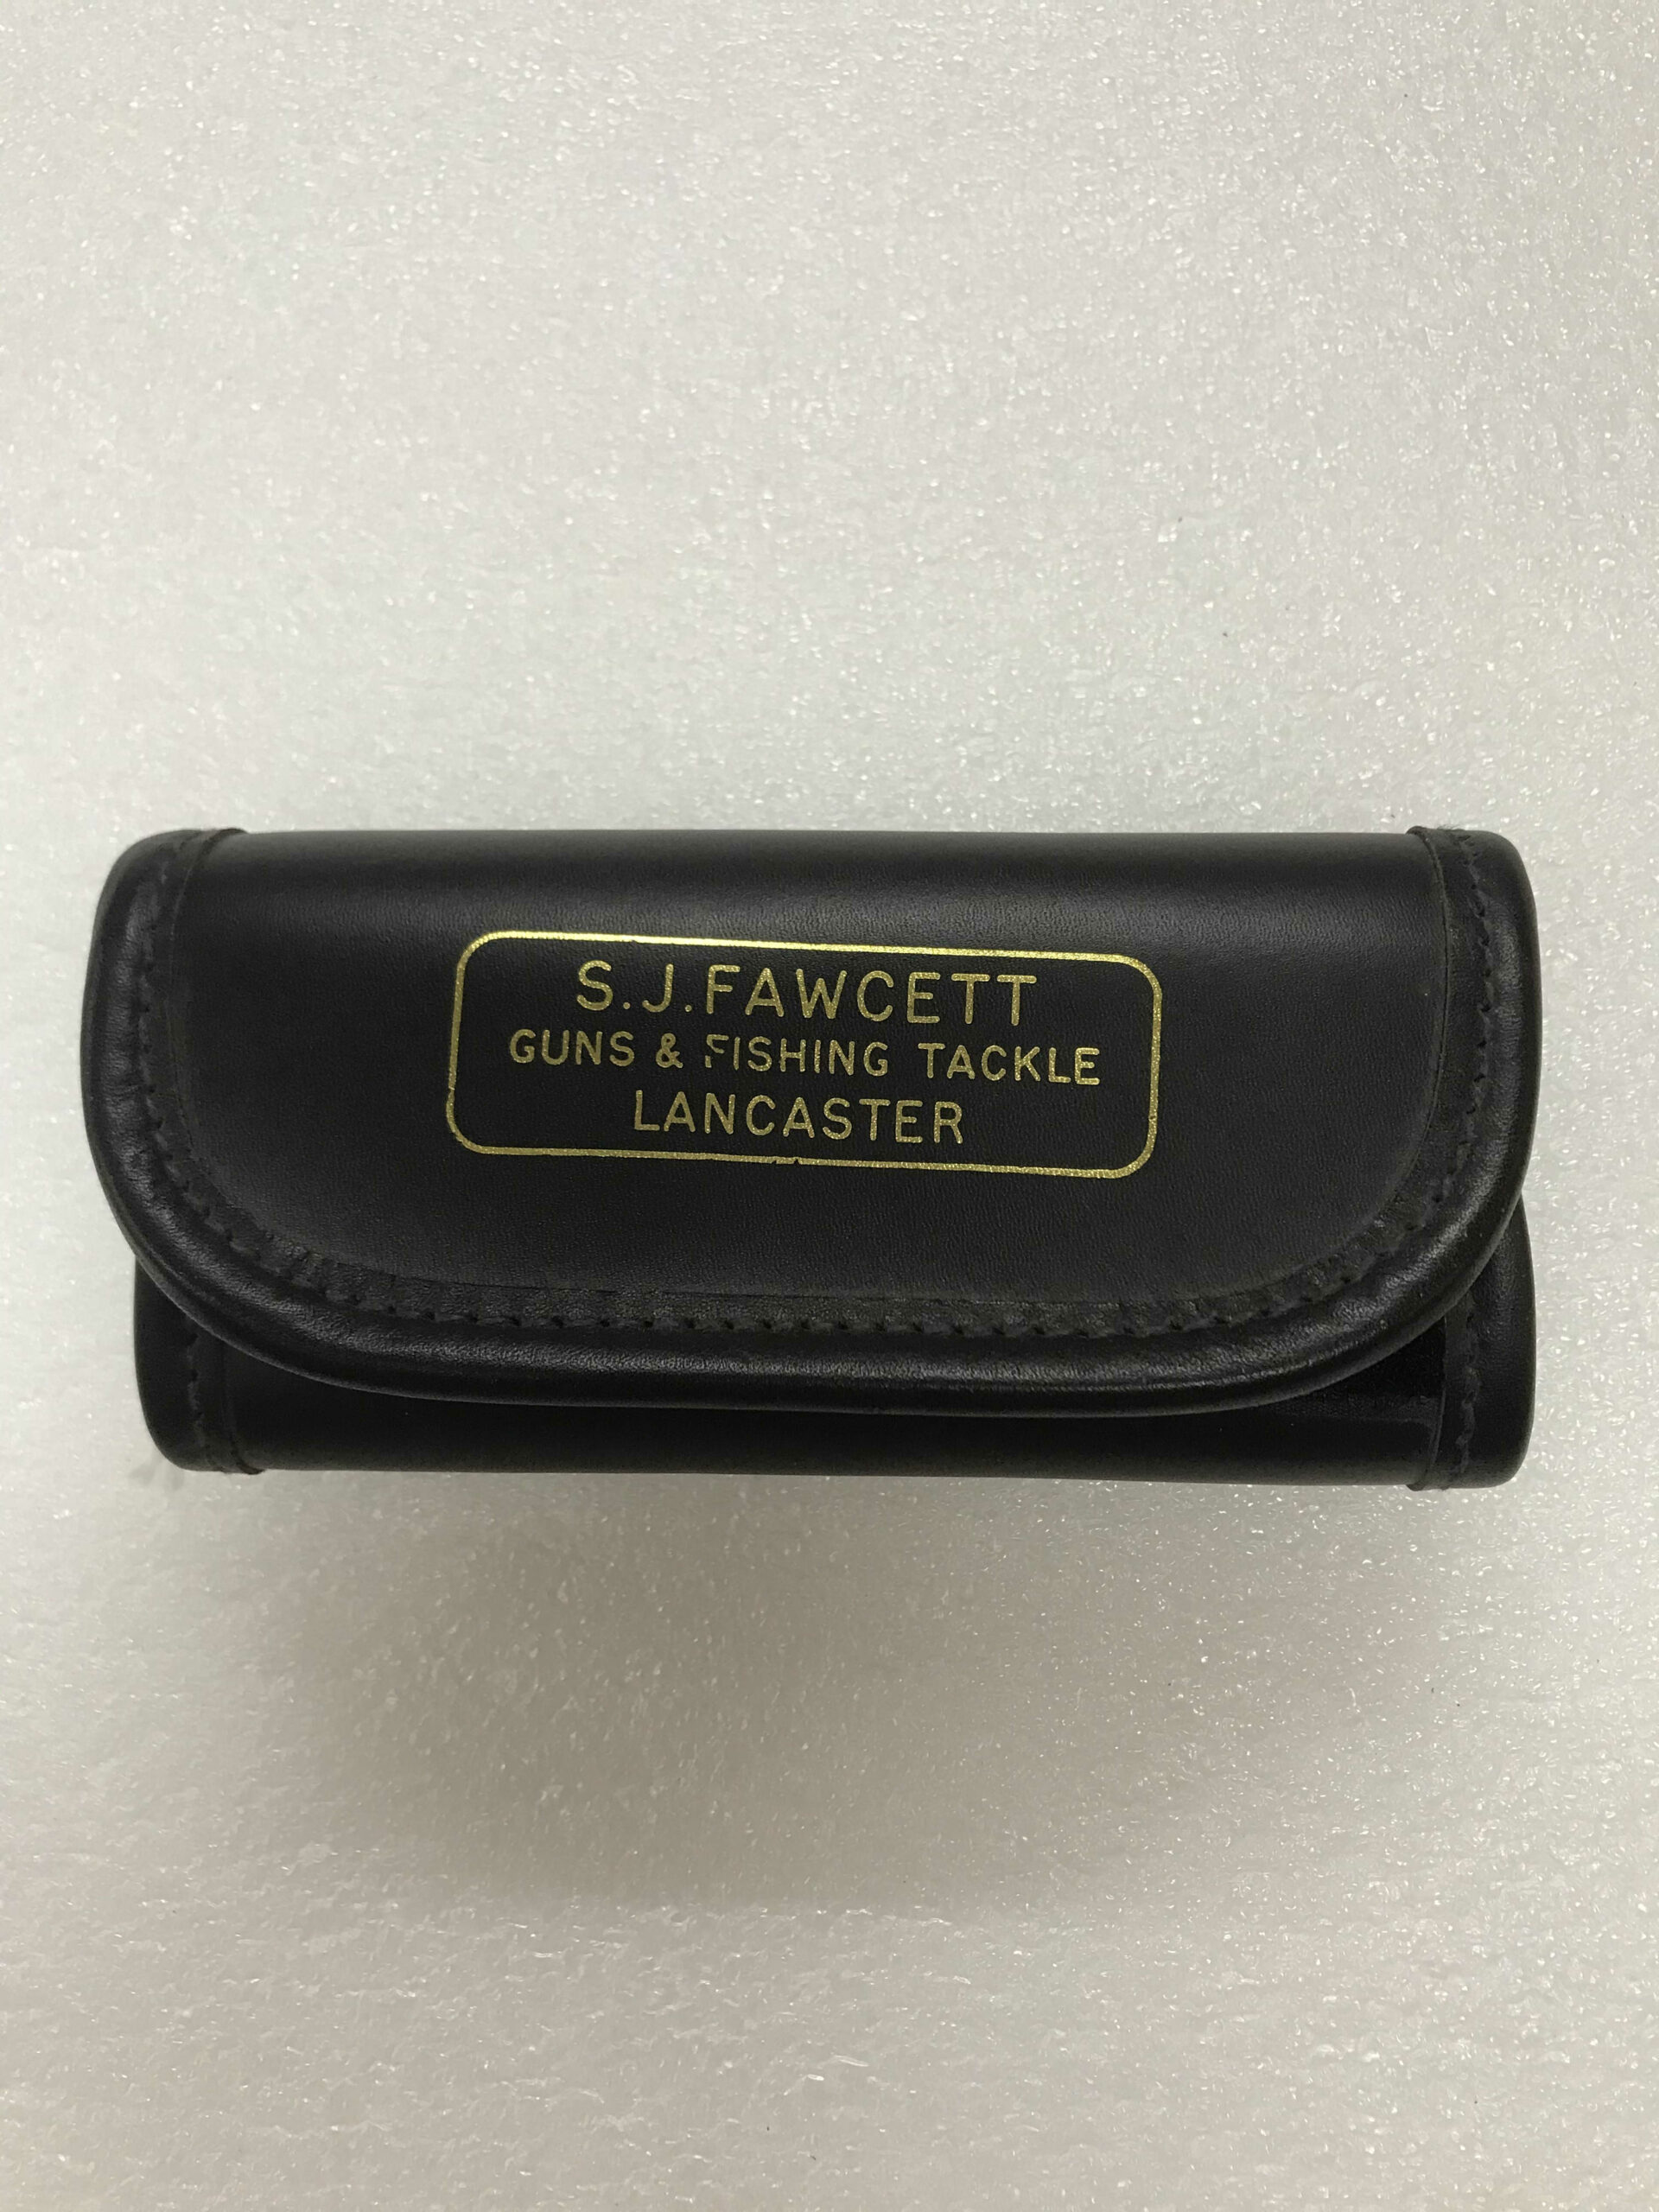 S.J.FAWCETT
GUNS & FISHING TACKLE
LANCASTER